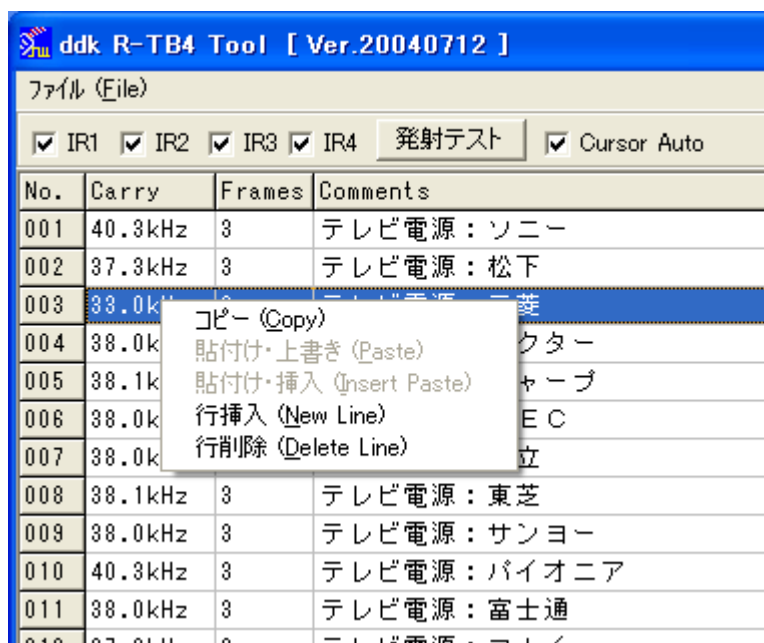 ddk R-TB4 Tool [ Ver.20040712 ]
ファイル (File)
IR1 IR2 IR3 IR4 発射テスト Cursor Auto
No. Carry Frames Comments
001 40.3kHz 3 テレビ電源：ソニー
002 37.3kHz 3 テレビ電源：松下
003 33.0k 菱
コピー (Copy)
004 38.0k クター
貼付け・上書き (Paste)
005 38.1k ャープ
貼付け・挿入 (Insert Paste)
006 38.0k ＥＣ
行挿入 (New Line)
007 38.0k 立
行削除 (Delete Line)
008 38.1kHz 3 テレビ電源：東芝
009 38.0kHz 3 テレビ電源：サンヨー
010 40.3kHz 3 テレビ電源：パイオニア
011 38.0kHz 3 テレビ電源：富士通